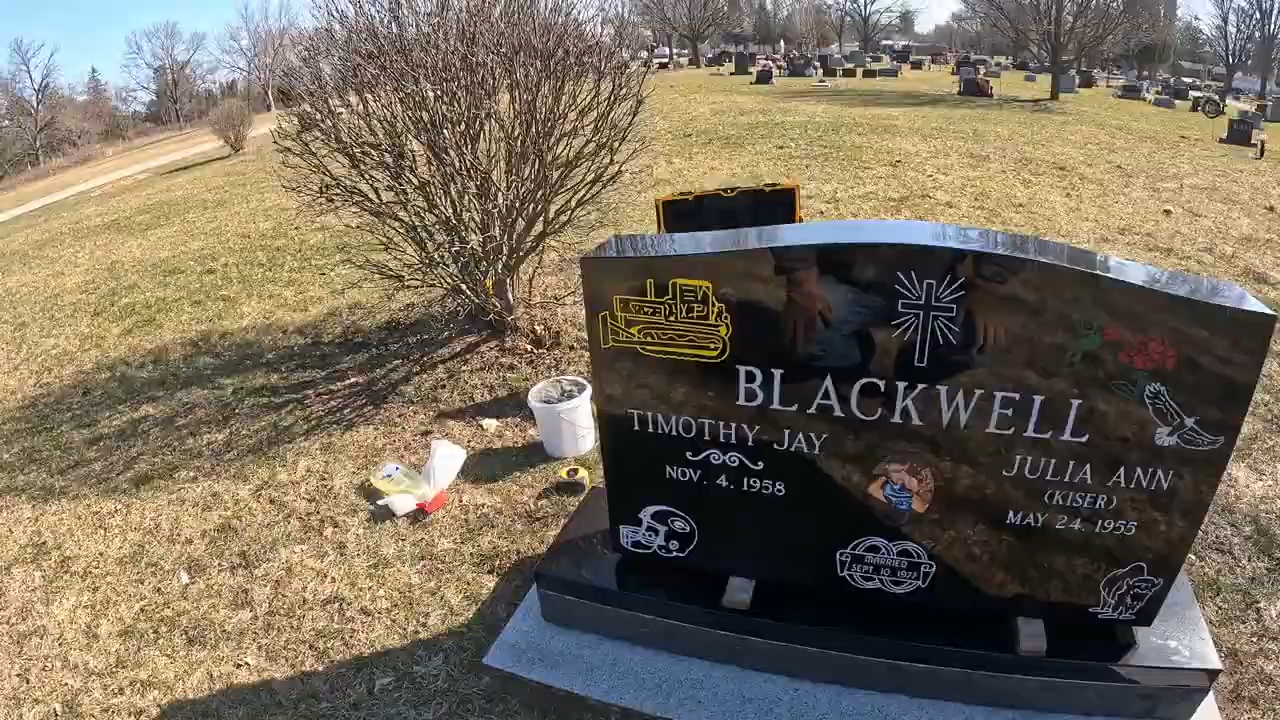 BLACKWELL
TIMOTHY JAY
NOV. 4. 1958
JULIA ANN
(KISER)
MAY 24. 1955
MARRIED
SEPT. 10 1977